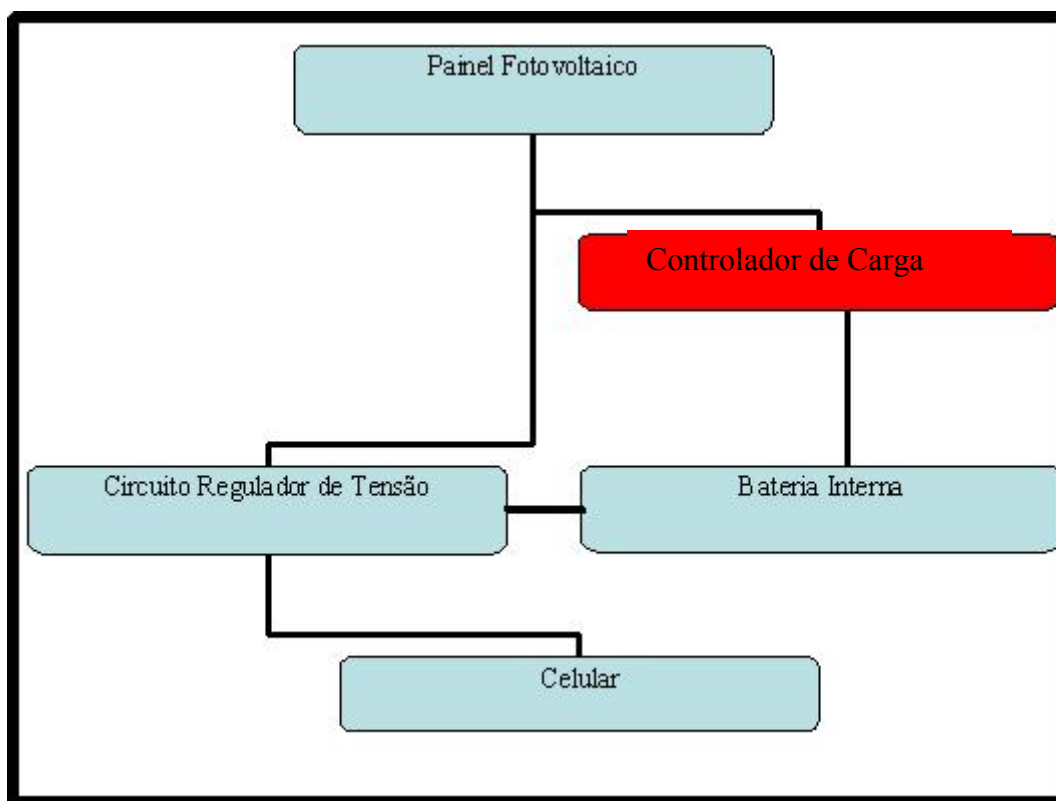 Painel Fotovoltaico
Controlador de Carga
Circuito Regulador de Tensão
Bateria Interna
Celular